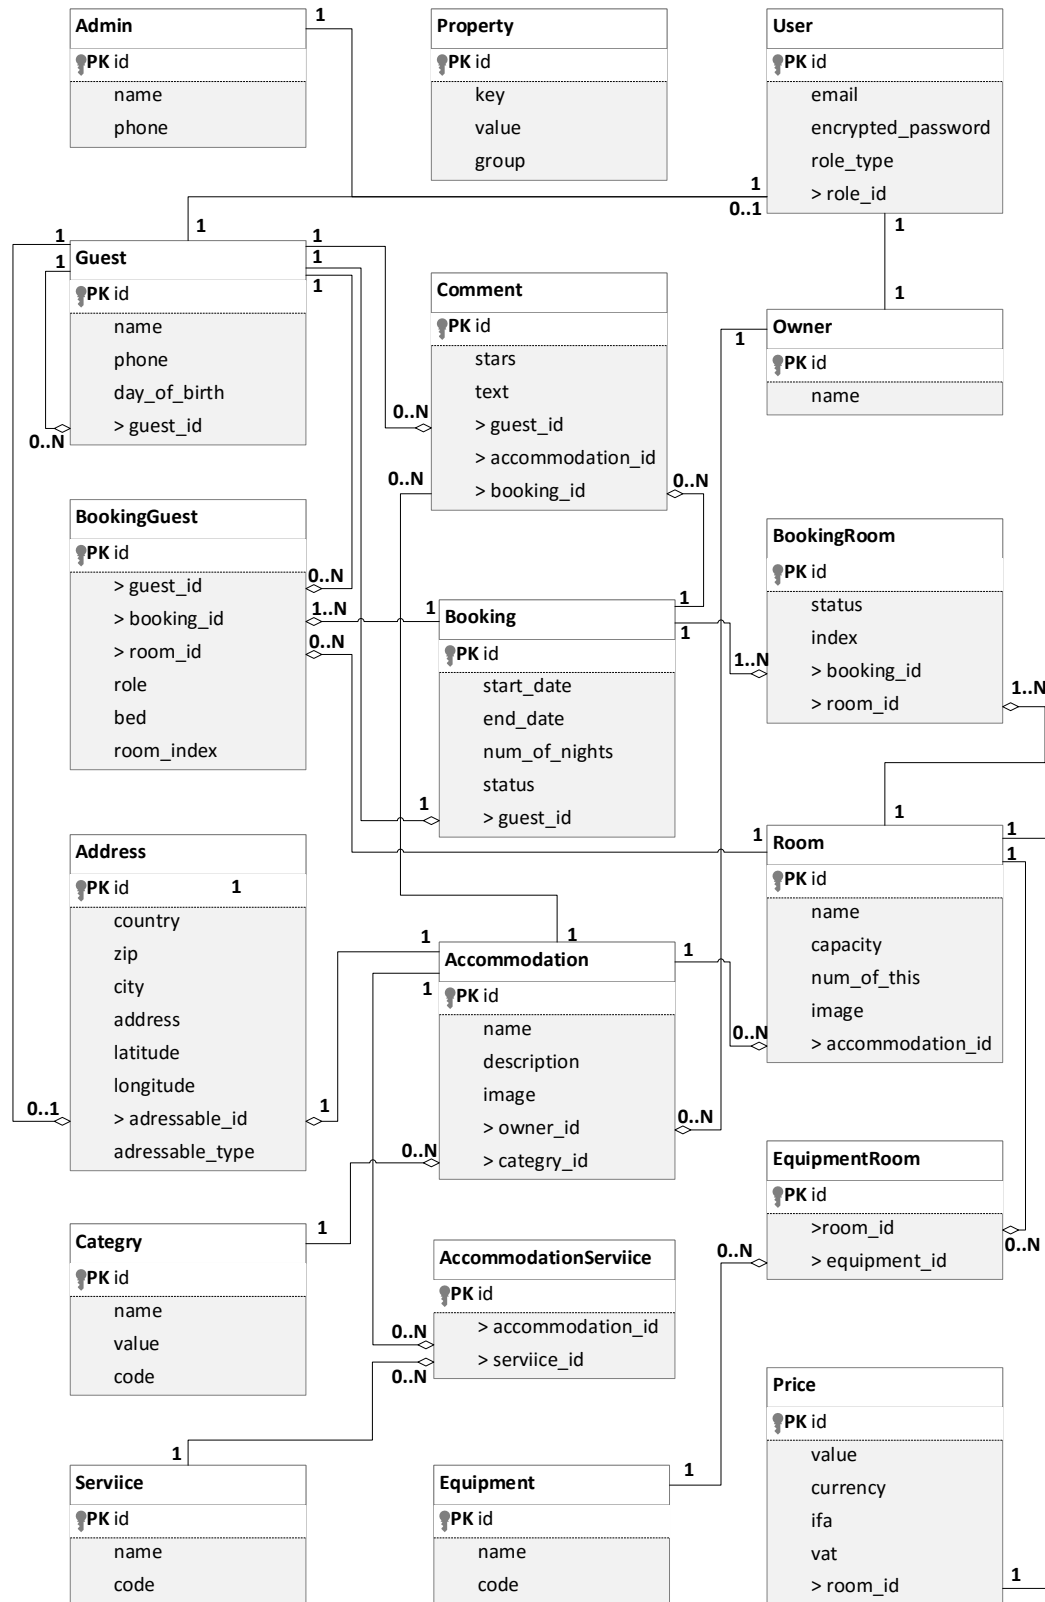 Admin
PK id
name
phone
1
Property
PK id
key
value
group
User
PK id
email
encrypted_password
role_type
> role_id
1
0..1
1
1
1
1
1
1
1
1
Guest
PK id
name
phone
day_of_birth
> guest_id
0..N
Comment
PK id
stars
text
> guest_id
> accommodation_id
> booking_id
0..N
0..N
0..N
Owner
PK id
name
1
BookingGuest
PK id
> guest_id
> booking_id
> room_id
role
bed
room_index
0..N
1..N
0..N
1
Booking
PK id
start_date
end_date
num_of_nights
status
> guest_id
1
1
1
BookingRoom
PK id
status
index
> booking_id
> room_id
1..N
1..N
Address
PK id
1
country
zip
city
address
latitude
longitude
> adressable_id
adressable_type
0..1
1
1
1
1
1
Accommodation
PK id
name
description
image
> owner_id
> categry_id
0..N
0..N
1
1
1
1
Room
PK id
name
capacity
num_of_this
image
> accommodation_id
0..N
Categry
PK id
name
value
code
1
AccommodationServiice
PK id
> accommodation_id
> serviice_id
0..N
0..N
EquipmentRoom
PK id
>room_id
> equipment_id
0..N
0..N
1
Serviice
PK id
name
code
Equipment
PK id
name
code
1
Price
PK id
value
currency
ifa
vat
> room_id
1